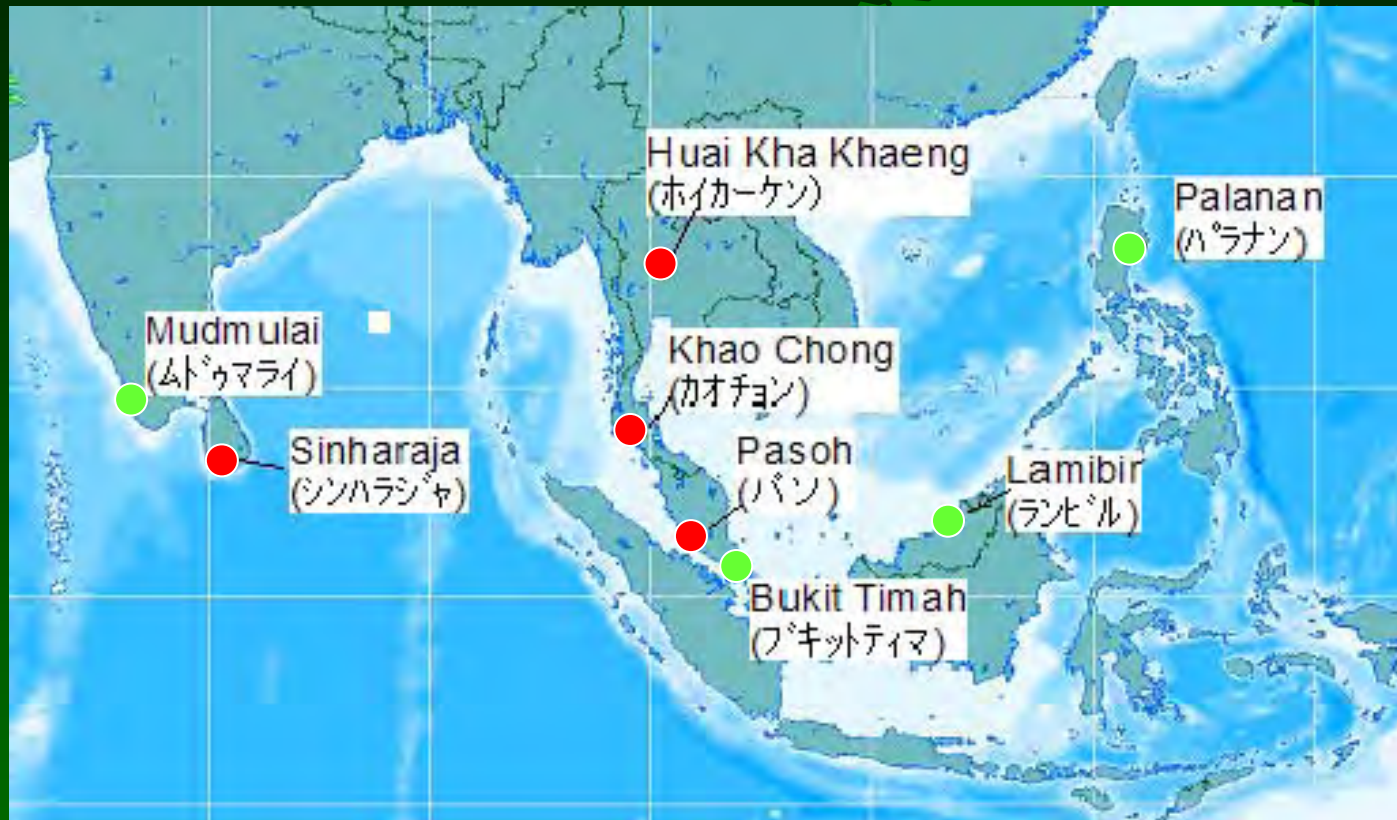 Huai Kha Khaeng
(ホイカーケン)
Palanan
(パラナン)
Mudmulai
(ムドゥマライ)
Khao Chong
(カオチョン)
Sinharaja
(シンハラジャ)
Pasoh
(パソ)
Lamibir
(ランビル)
Bukit Timah
(ブキットティマ)